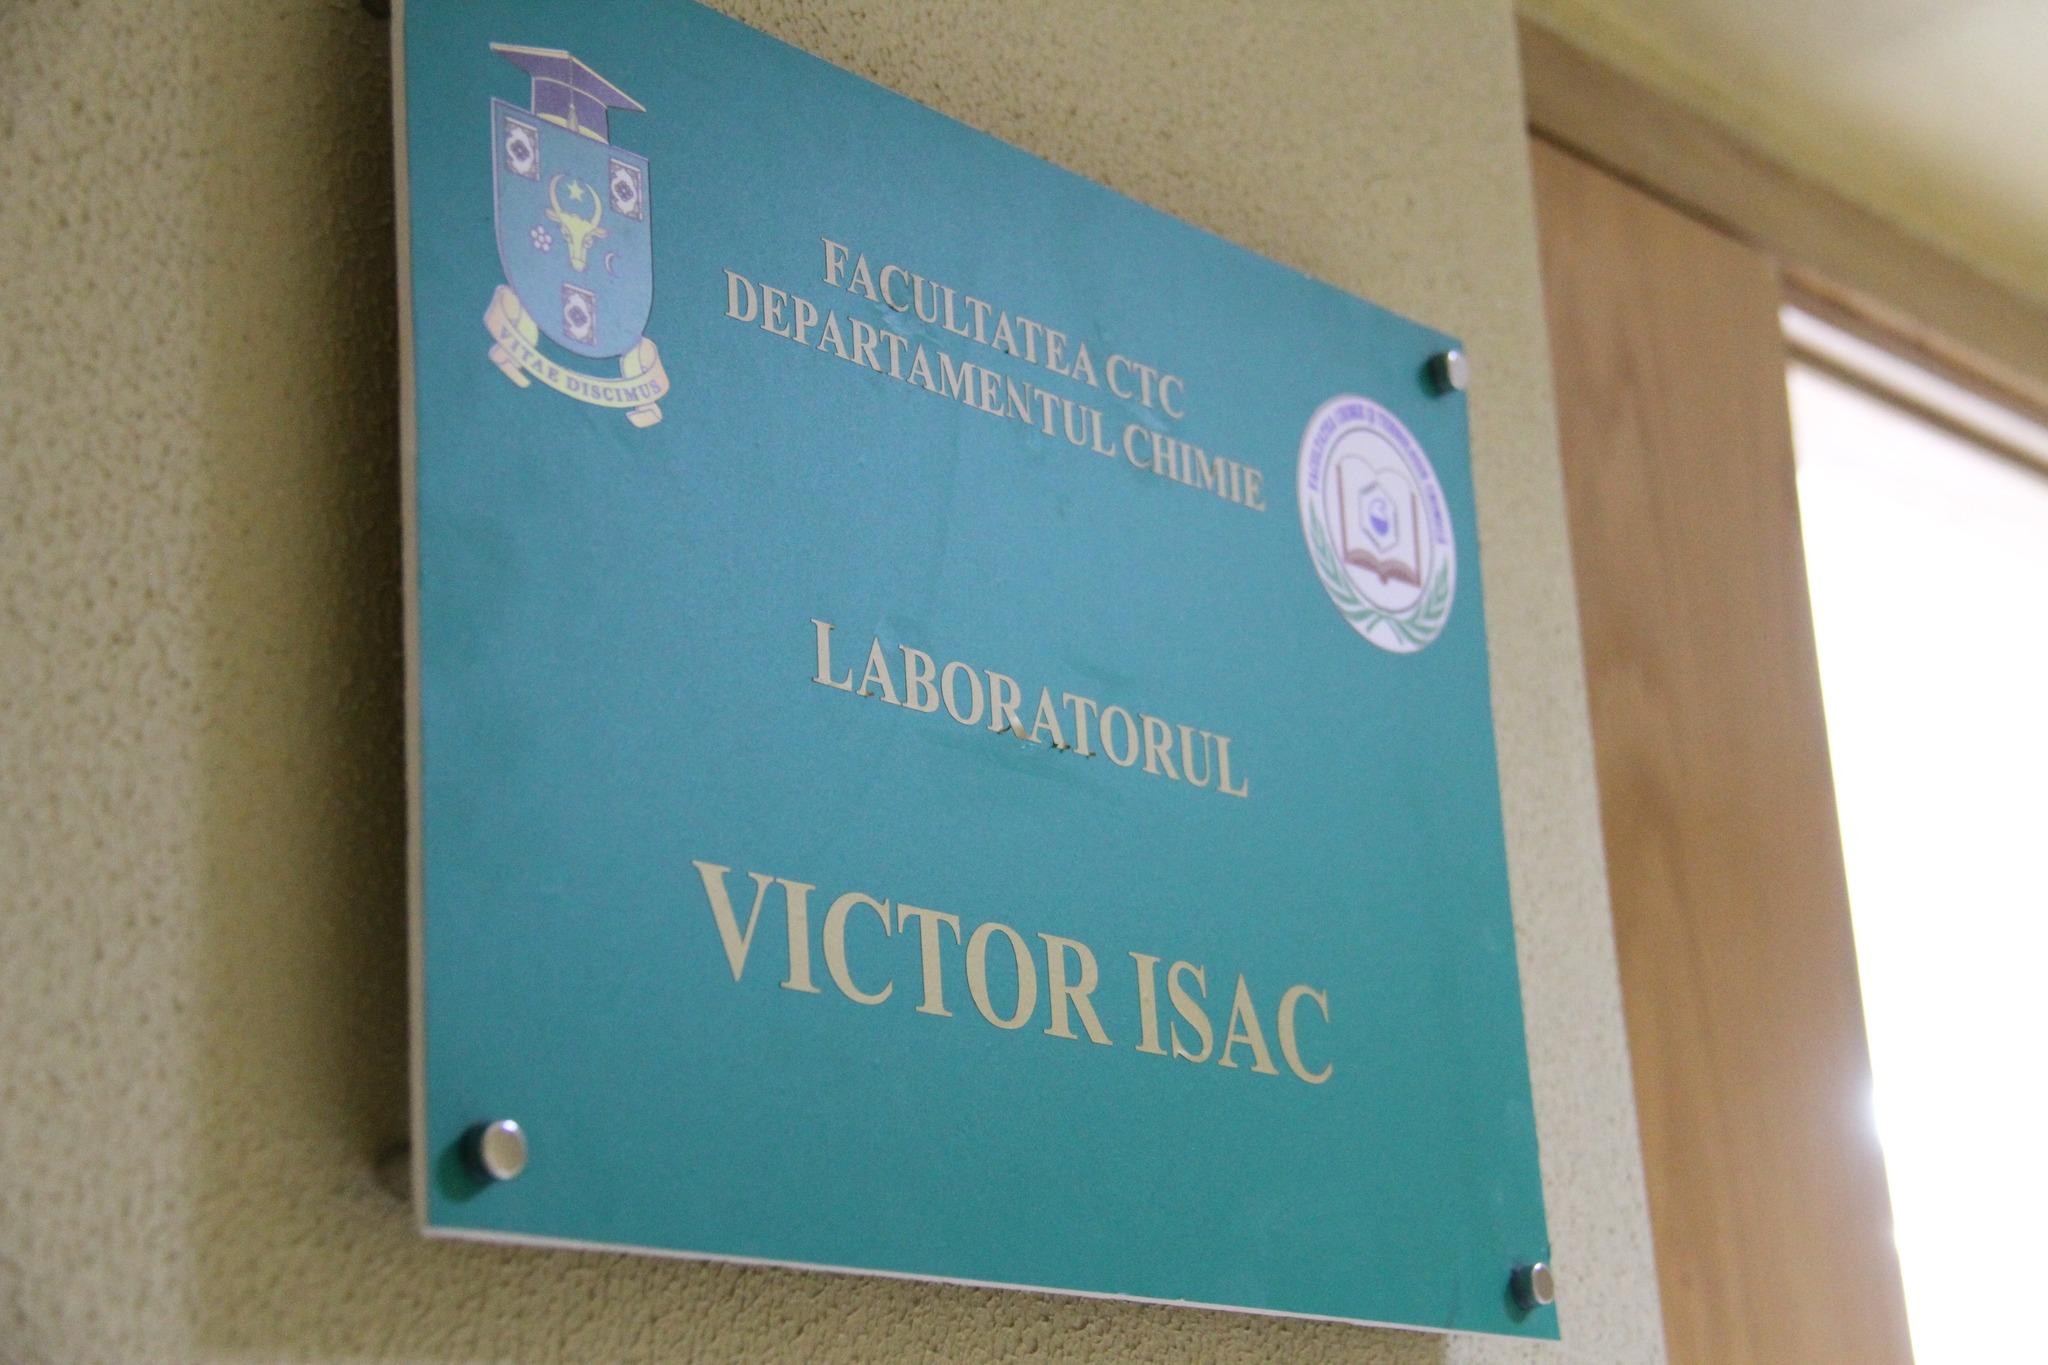 FACULTATEA CTC
DEPARTAMENTUL CHIMIE
VITAE DISCIMUS
LABORATORUL
VICTOR ISAC